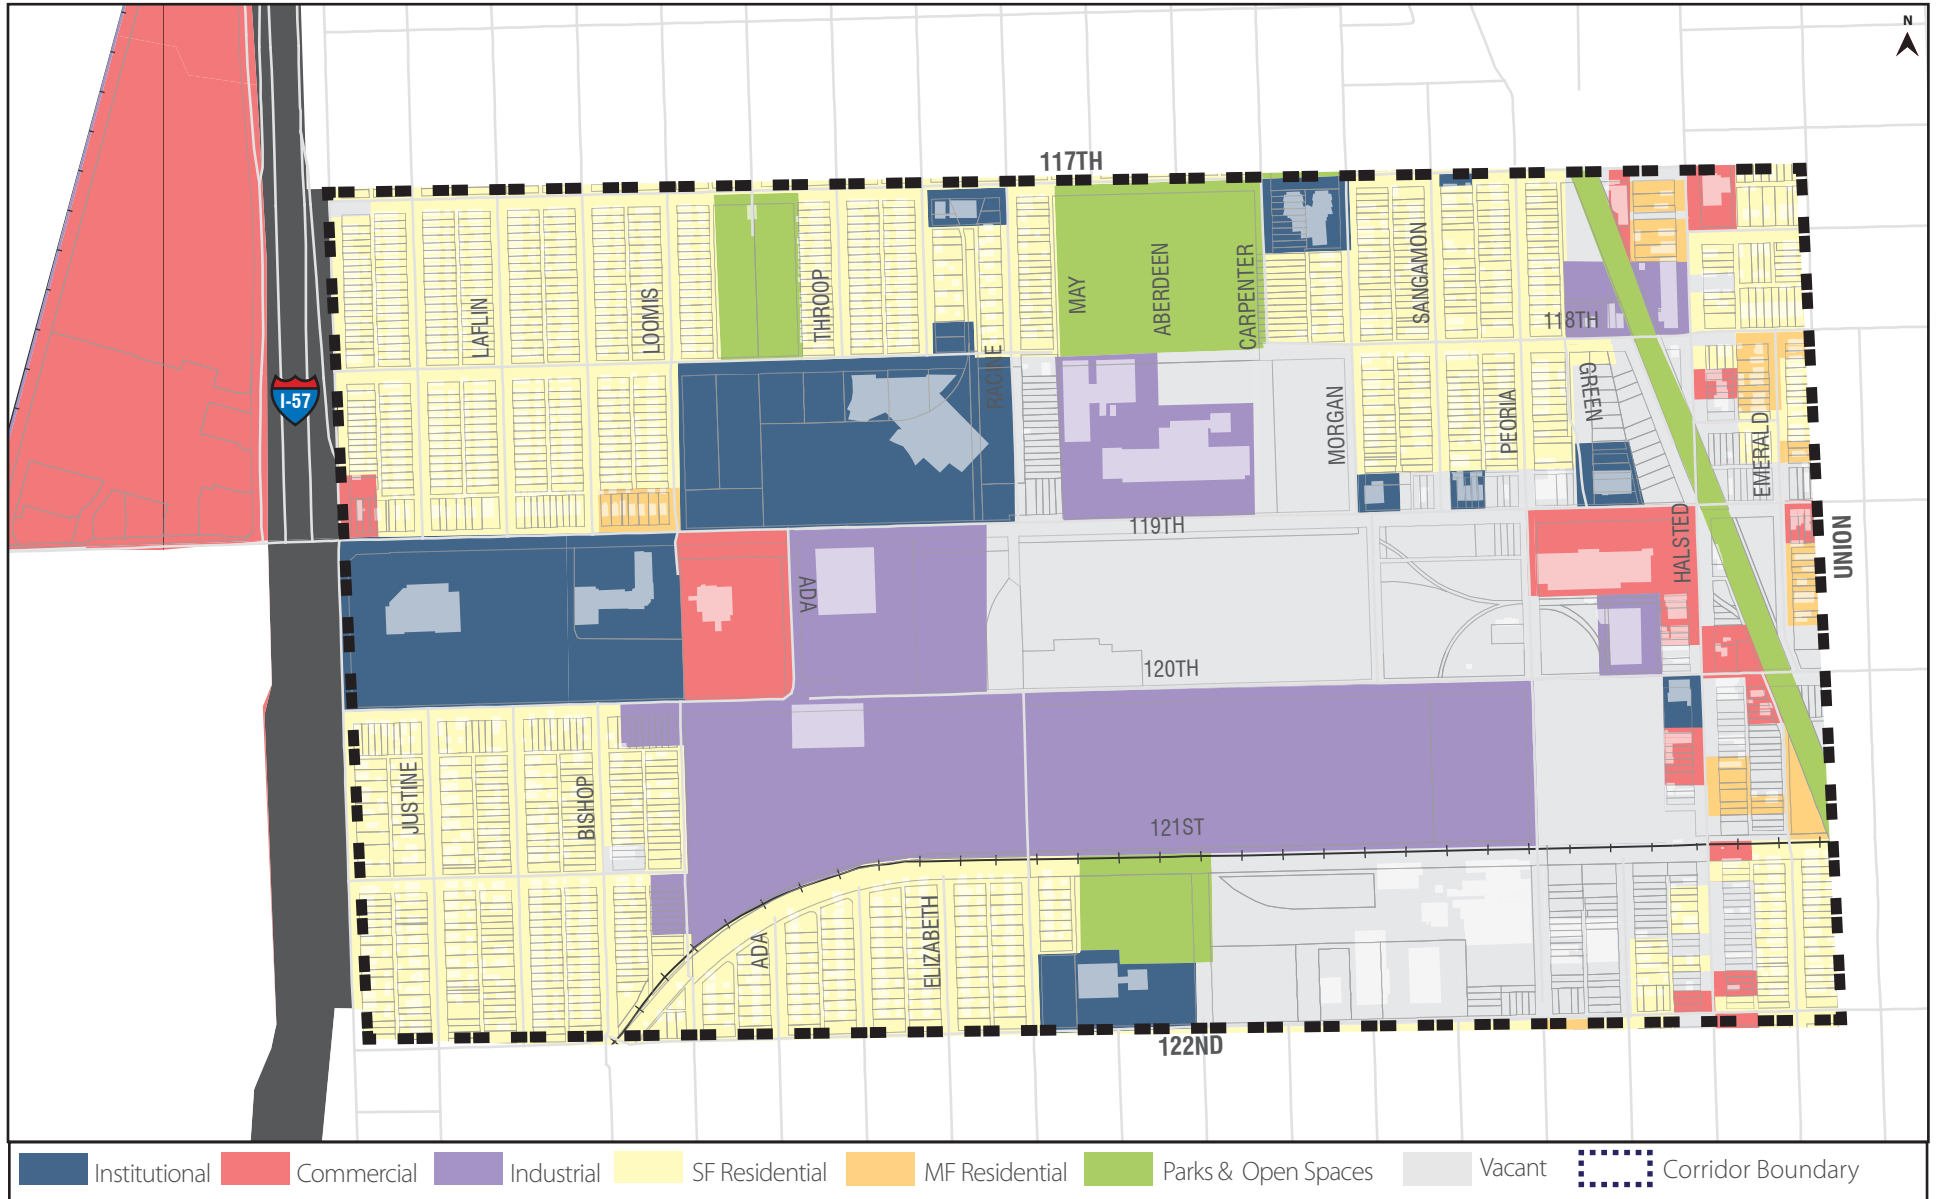 N
117TH
LAFLIN
LOOMIS
THROOP
RACINE
MAY
ABERDEEN
CARPENTER
SANGAMON
118TH
I-57
MORGAN
PEORIA
GREEN
EMERALD
119TH
HALSTED
UNION
ADA
120TH
JUSTINE
BISHOP
121ST
ADA
ELIZABETH
122ND
Institutional Commercial Industrial SF Residential MF Residential Parks & Open Spaces Vacant Corridor Boundary